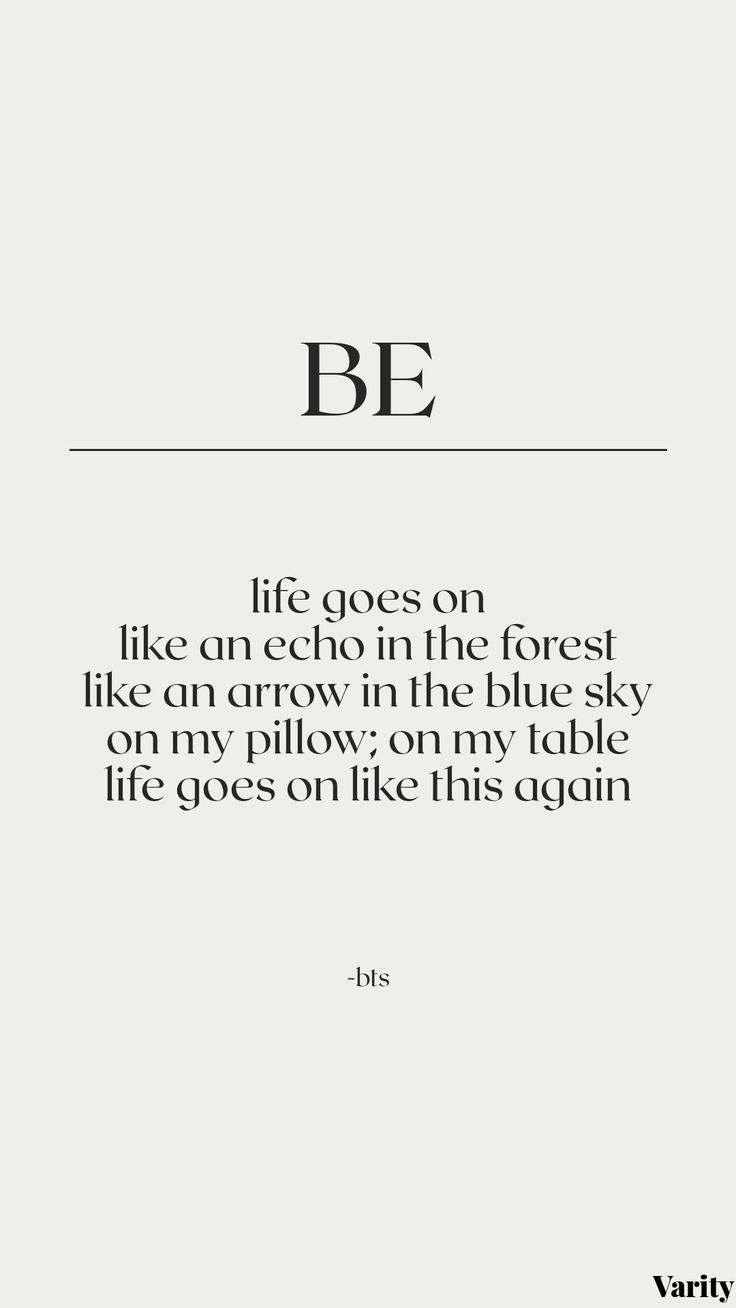 BE
life goes on
like an echo in the forest
like an arrow in the blue sky
on my pillow; on my table
life goes on like this again
-bts
Varity